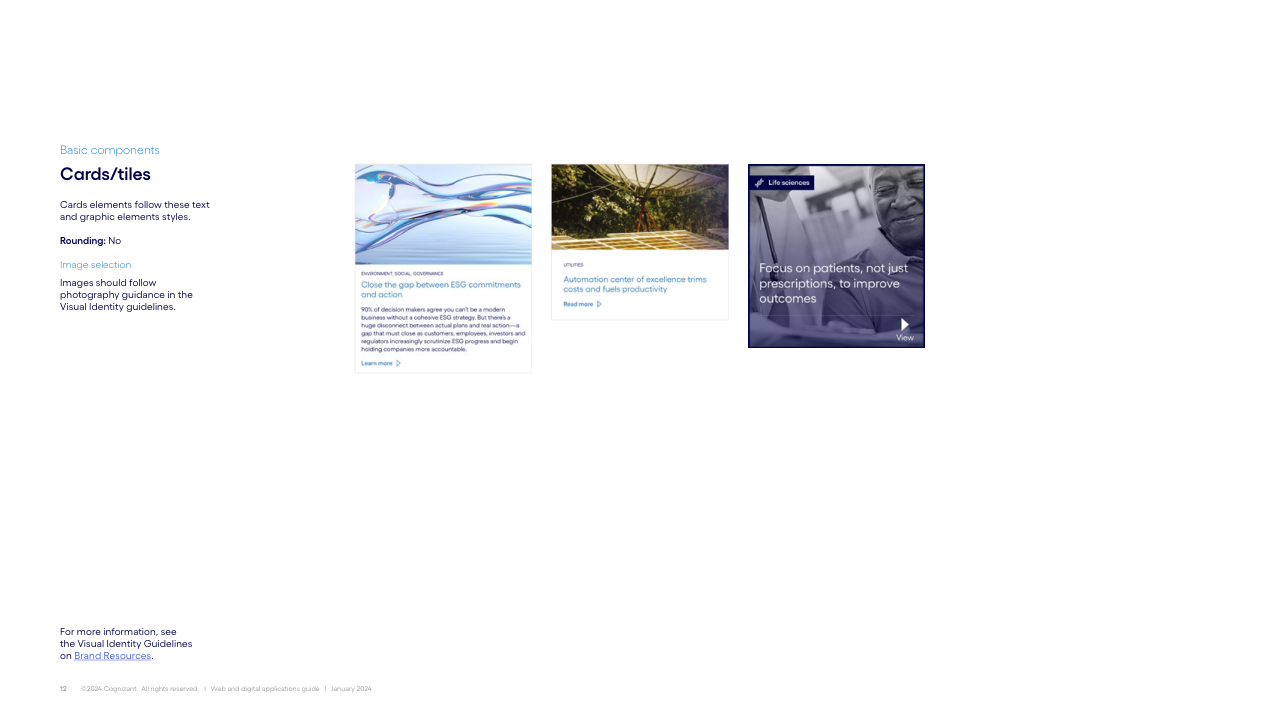 Basic components
Cards/tiles
Cards elements follow these text
and graphic elements styles.
Rounding: No
Image selection
Images should follow
photography guidance in the
Visual Identity guidelines.
ENVIRONMENT, SOCIAL, GOVERNANCE
Close the gap between ESG commitments
and action
90% of decision makers agree you can't be a modern
business without a cohesive ESG strategy. But there's a
huge disconnect between actual plans and real action—a
gap that must close as customers, employees, investors and
regulators increasingly scrutinize ESG progress and begin
holding companies more accountable.
Learn more
UTILITIES
Automation center of excellence trims
costs and fuels productivity
Read more
Life sciences
Focus on patients, not just
prescriptions, to improve
outcomes
View
For more information, see
the Visual Identity Guidelines
on Brand Resources.
12 ©2024 Cognizant. All rights reserved. | Web and digital applications guide | January 2024